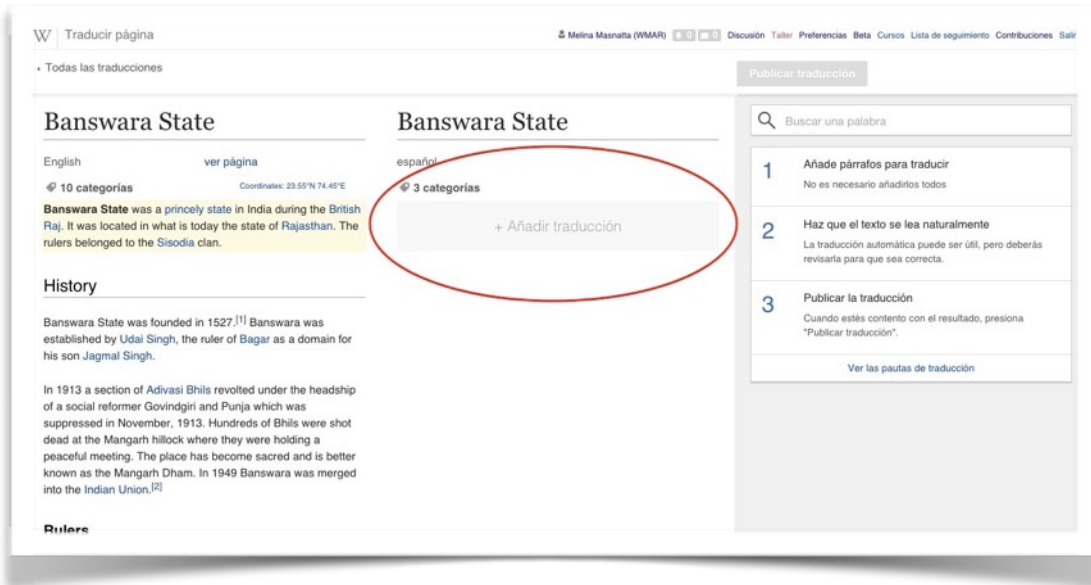 W Traducir página
Melina Masnatta (WMAR) 0 0 Discusión Taller Preferencias Beta Cursos Lista de seguimiento Contribuciones Salir
‹ Todas las traducciones
Publicar traducción
Banswara State
English ver página
10 categorías Coordinates: 23.55°N 74.45°E
Banswara State was a princely state in India during the British
Raj. It was located in what is today the state of Rajasthan. The
rulers belonged to the Sisodia clan.
History
Banswara State was founded in 1527.[1] Banswara was
established by Udai Singh, the ruler of Bagar as a domain for
his son Jagmal Singh.
In 1913 a section of Adivasi Bhils revolted under the headship
of a social reformer Govindgiri and Punja which was
suppressed in November, 1913. Hundreds of Bhils were shot
dead at the Mangarh hillock where they were holding a
peaceful meeting. The place has become sacred and is better
known as the Mangarh Dham. In 1949 Banswara was merged
into the Indian Union.[2]
Rulers
Banswara State
español
3 categorías
+ Añadir traducción
Buscar una palabra
1 Añade párrafos para traducir
No es necesario añadirlos todos
2 Haz que el texto se lea naturalmente
La traducción automática puede ser útil, pero deberás
revisarla para que sea correcta.
3 Publicar la traducción
Cuando estés contento con el resultado, presiona
"Publicar traducción".
Ver las pautas de traducción